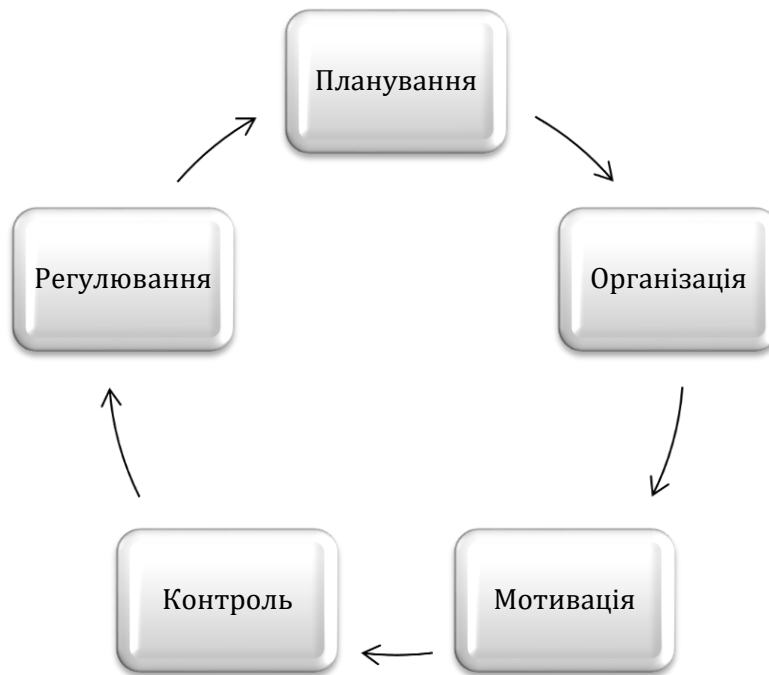 Планування
Організація
Мотивація
Контроль
Регулювання